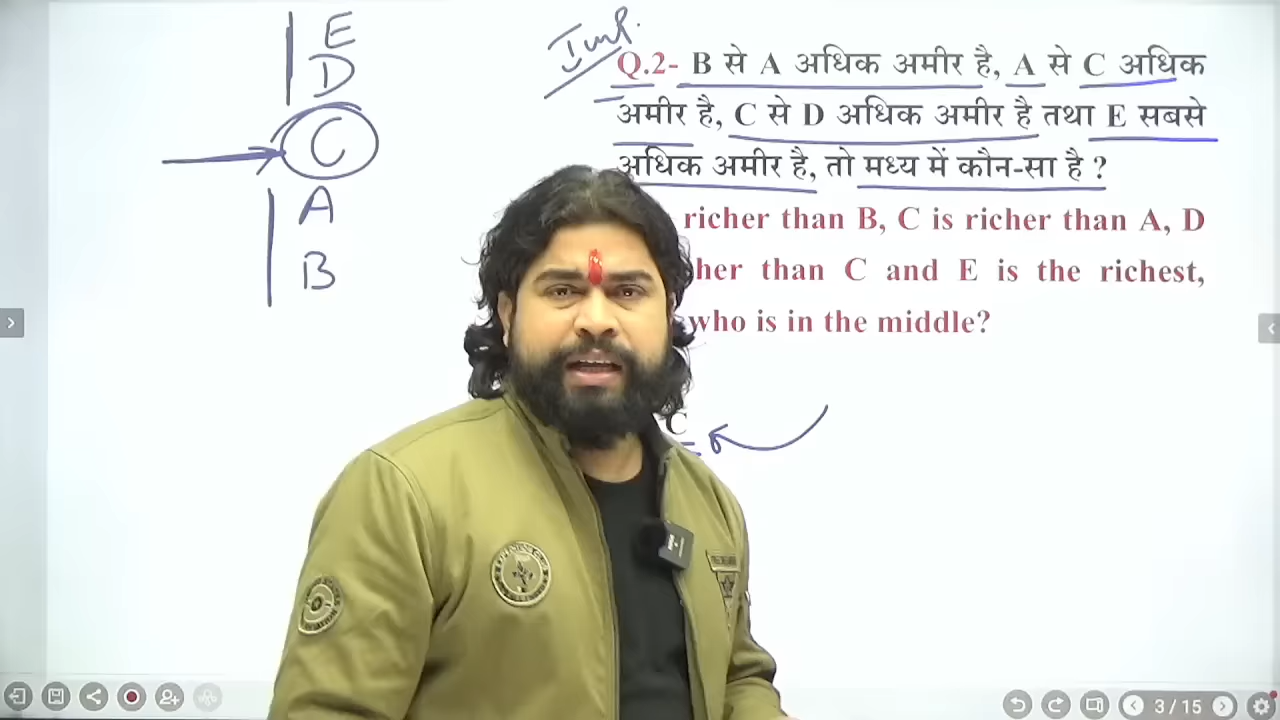 E
D
C
A
B
Imp.
Q.2- B से A अधिक अमीर है, A से C अधिक
अमीर है, C से D अधिक अमीर है तथा E सबसे
अधिक अमीर है, तो मध्य में कौन-सा है ?
richer than B, C is richer than A, D
her than C and E is the richest,
who is in the middle?
C
3/15